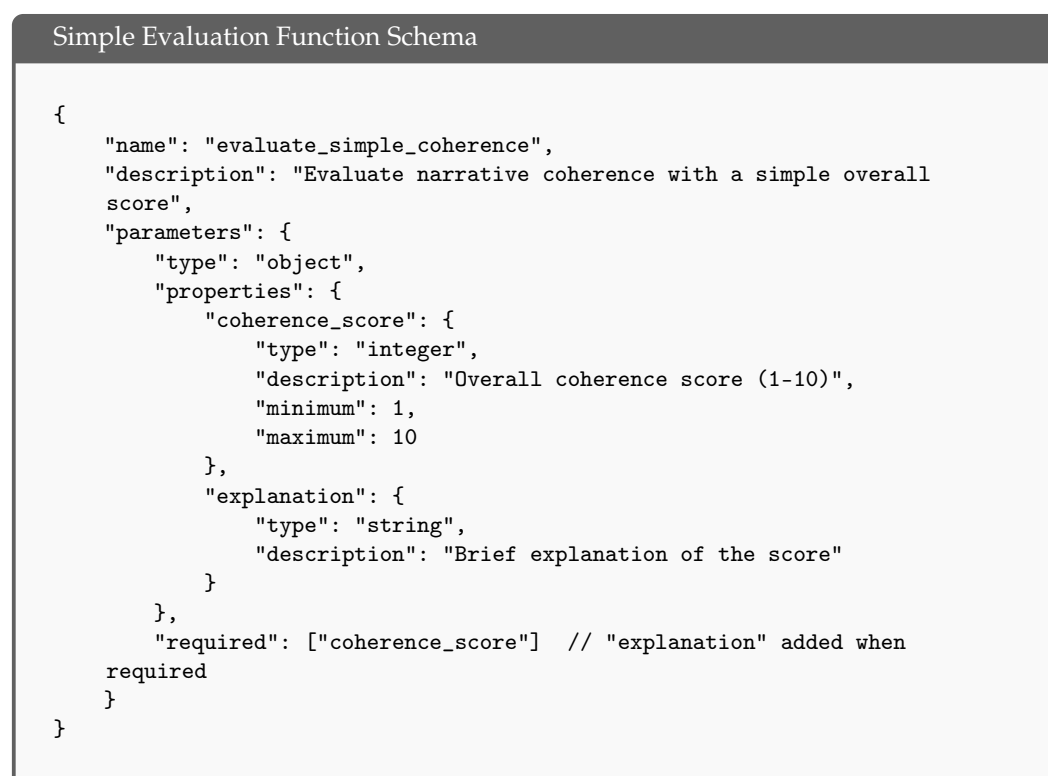 Simple Evaluation Function Schema
{
    "name": "evaluate_simple_coherence",
    "description": "Evaluate narrative coherence with a simple overall
    score",
    "parameters": {
        "type": "object",
        "properties": {
            "coherence_score": {
                "type": "integer",
                "description": "Overall coherence score (1-10)",
                "minimum": 1,
                "maximum": 10
            },
            "explanation": {
                "type": "string",
                "description": "Brief explanation of the score"
            }
        },
        "required": ["coherence_score"]  // "explanation" added when
    required
    }
}